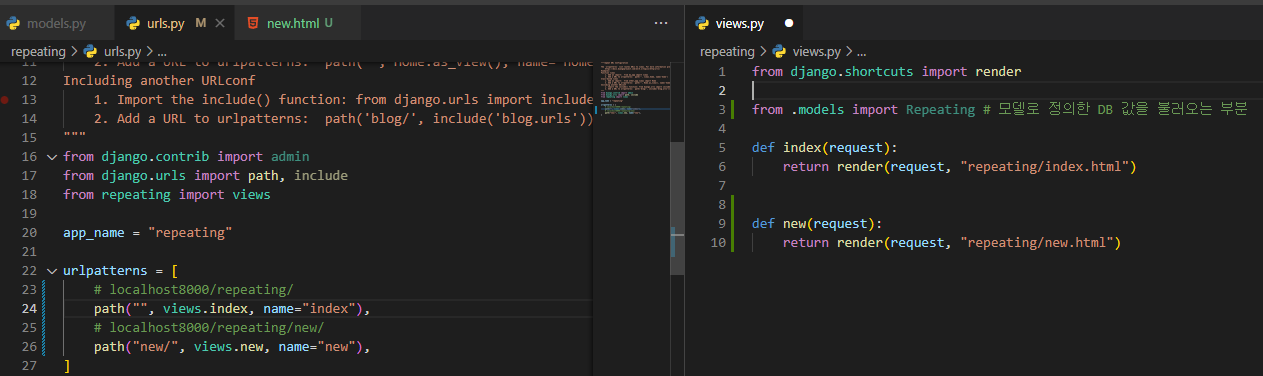 models.py
urls.py M
new.html U
repeating > urls.py > ...
11 2. Add a URL to urlpatterns: path('', Home.as_view(), name='home
12 Including another URLconf
13 1. Import the include() function: from django.urls import include
14 2. Add a URL to urlpatterns: path('blog/', include('blog.urls'))
15 """
16 from django.contrib import admin
17 from django.urls import path, include
18 from repeating import views
19
20 app_name = "repeating"
21
22 urlpatterns = [
23 # localhost8000/repeating/
24 path("", views.index, name="index"),
25 # localhost8000/repeating/new/
26 path("new/", views.new, name="new"),
27 ]
views.py
repeating > views.py > ...
1 from django.shortcuts import render
2
3 from .models import Repeating # 모델로 정의한 DB 값을 불러오는 부분
4
5 def index(request):
6 return render(request, "repeating/index.html")
7
8
9 def new(request):
10 return render(request, "repeating/new.html")